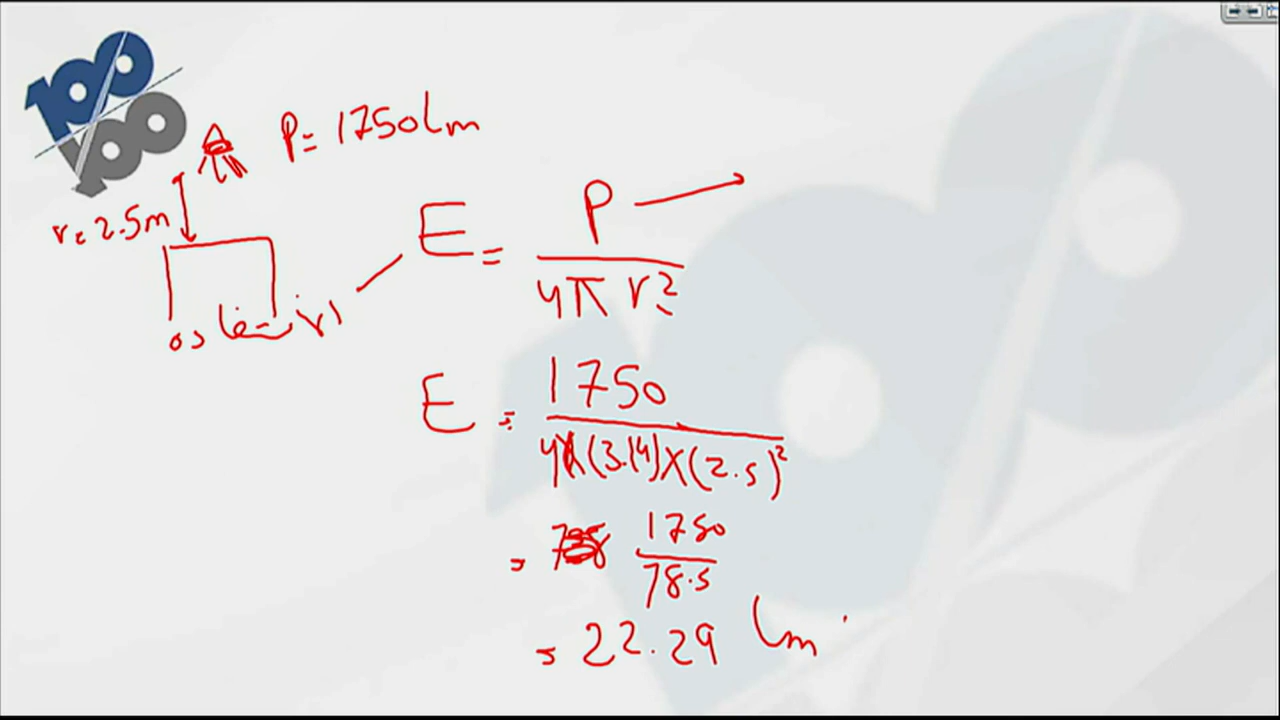 100
100
P = 1750 lm
r = 2.5m
E = P / 4π r²
E = 1750 / 4(3.14)×(2.5)²
= 1750 / 78.5
= 22.29 lm